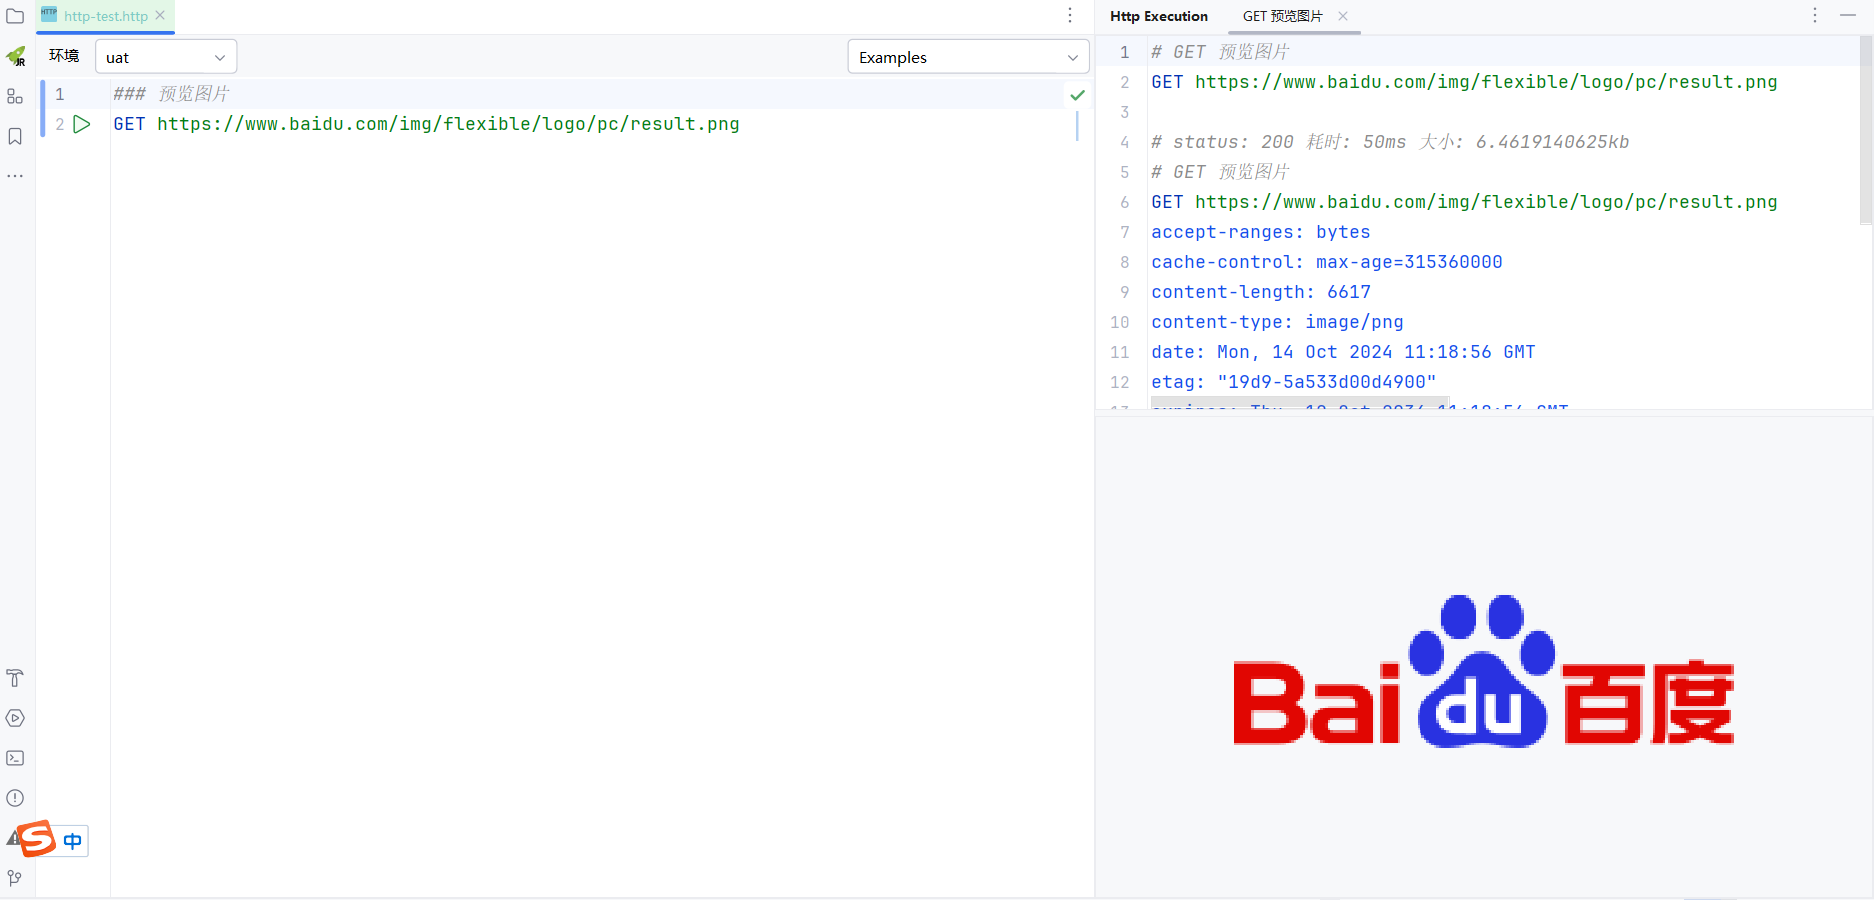 http-test.http
环境 uat Examples
1 ### 预览图片
2 GET https://www.baidu.com/img/flexible/logo/pc/result.png
Http Execution GET 预览图片
1 # GET 预览图片
2 GET https://www.baidu.com/img/flexible/logo/pc/result.png
3
4 # status: 200 耗时: 50ms 大小: 6.4619140625kb
5 # GET 预览图片
6 GET https://www.baidu.com/img/flexible/logo/pc/result.png
7 accept-ranges: bytes
8 cache-control: max-age=315360000
9 content-length: 6617
10 content-type: image/png
11 date: Mon, 14 Oct 2024 11:18:56 GMT
12 etag: "19d9-5a533d00d4900"
Baidu百度
中